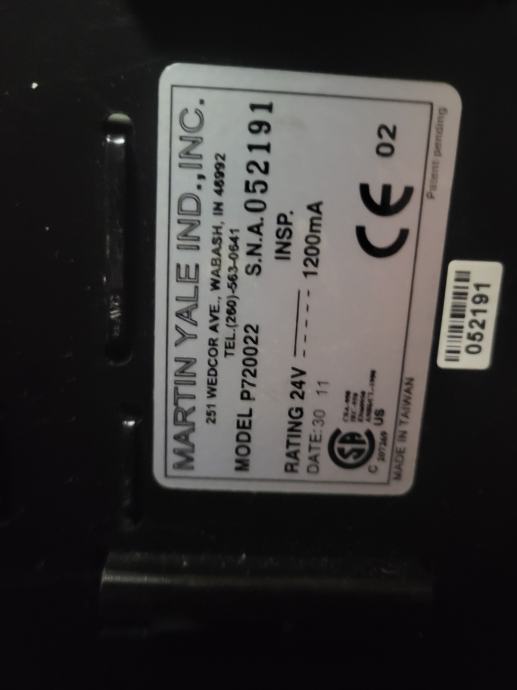 MARTIN YALE IND.,INC.
251 WEDCOR AVE., WABASH, IN 46992
TEL.(260)-563-0641
MODEL P720022 S.N.A.052191
INSP.
RATING 24V 1200mA
DATE:30 11
CE 02
C US
MADE IN TAIWAN
Patent pending
052191